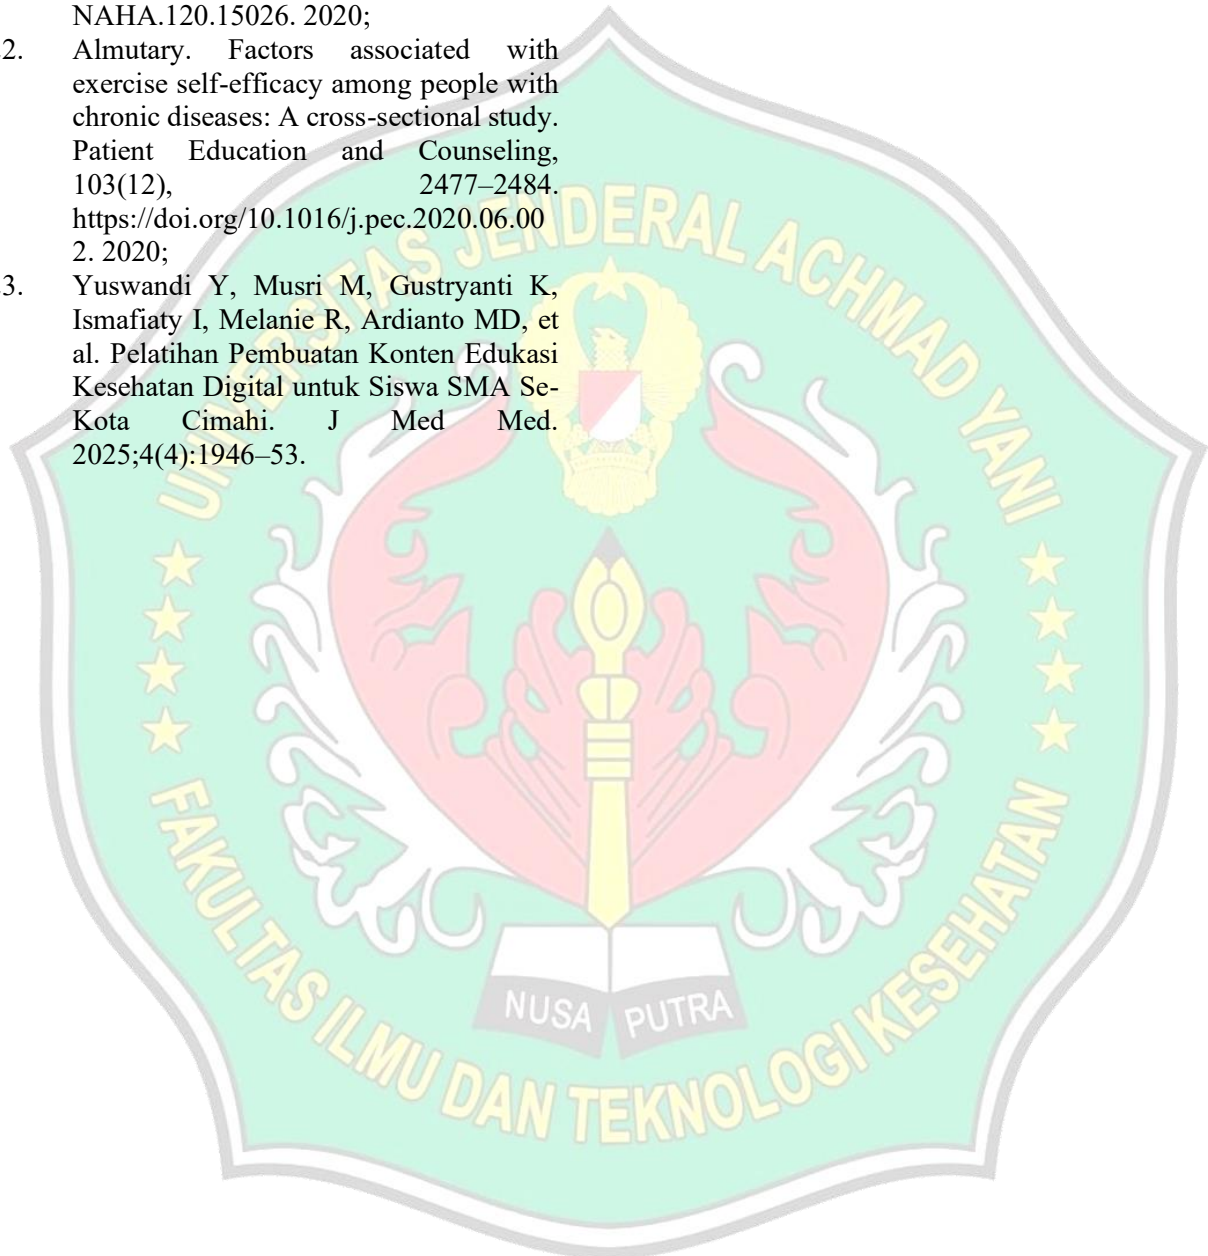 NAHA.120.15026. 2020;
2. Almutary. Factors associated with
exercise self-efficacy among people with
chronic diseases: A cross-sectional study.
Patient Education and Counseling,
103(12), 2477–2484.
https://doi.org/10.1016/j.pec.2020.06.00
2. 2020;
3. Yuswandi Y, Musri M, Gustryanti K,
Ismafiaty I, Melanie R, Ardianto MD, et
al. Pelatihan Pembuatan Konten Edukasi
Kesehatan Digital untuk Siswa SMA Se-
Kota Cimahi. J Med Med.
2025;4(4):1946–53.
UNIVERSITAS JENDERAL ACHMAD YANI
NUSA PUTRA
FAKULTAS ILMU DAN TEKNOLOGI KESEHATAN